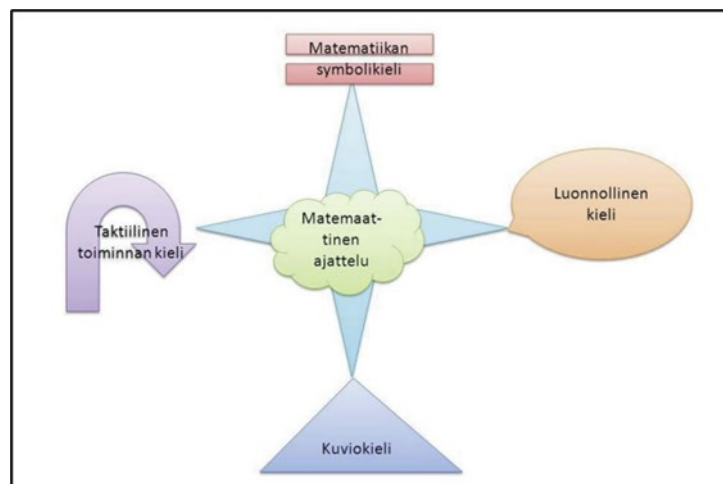 Matematiikan
symbolikieli
Luonnollinen
kieli
Taktiilinen
toiminnan kieli
Matemaat-
tinen
ajattelu
Kuviokieli